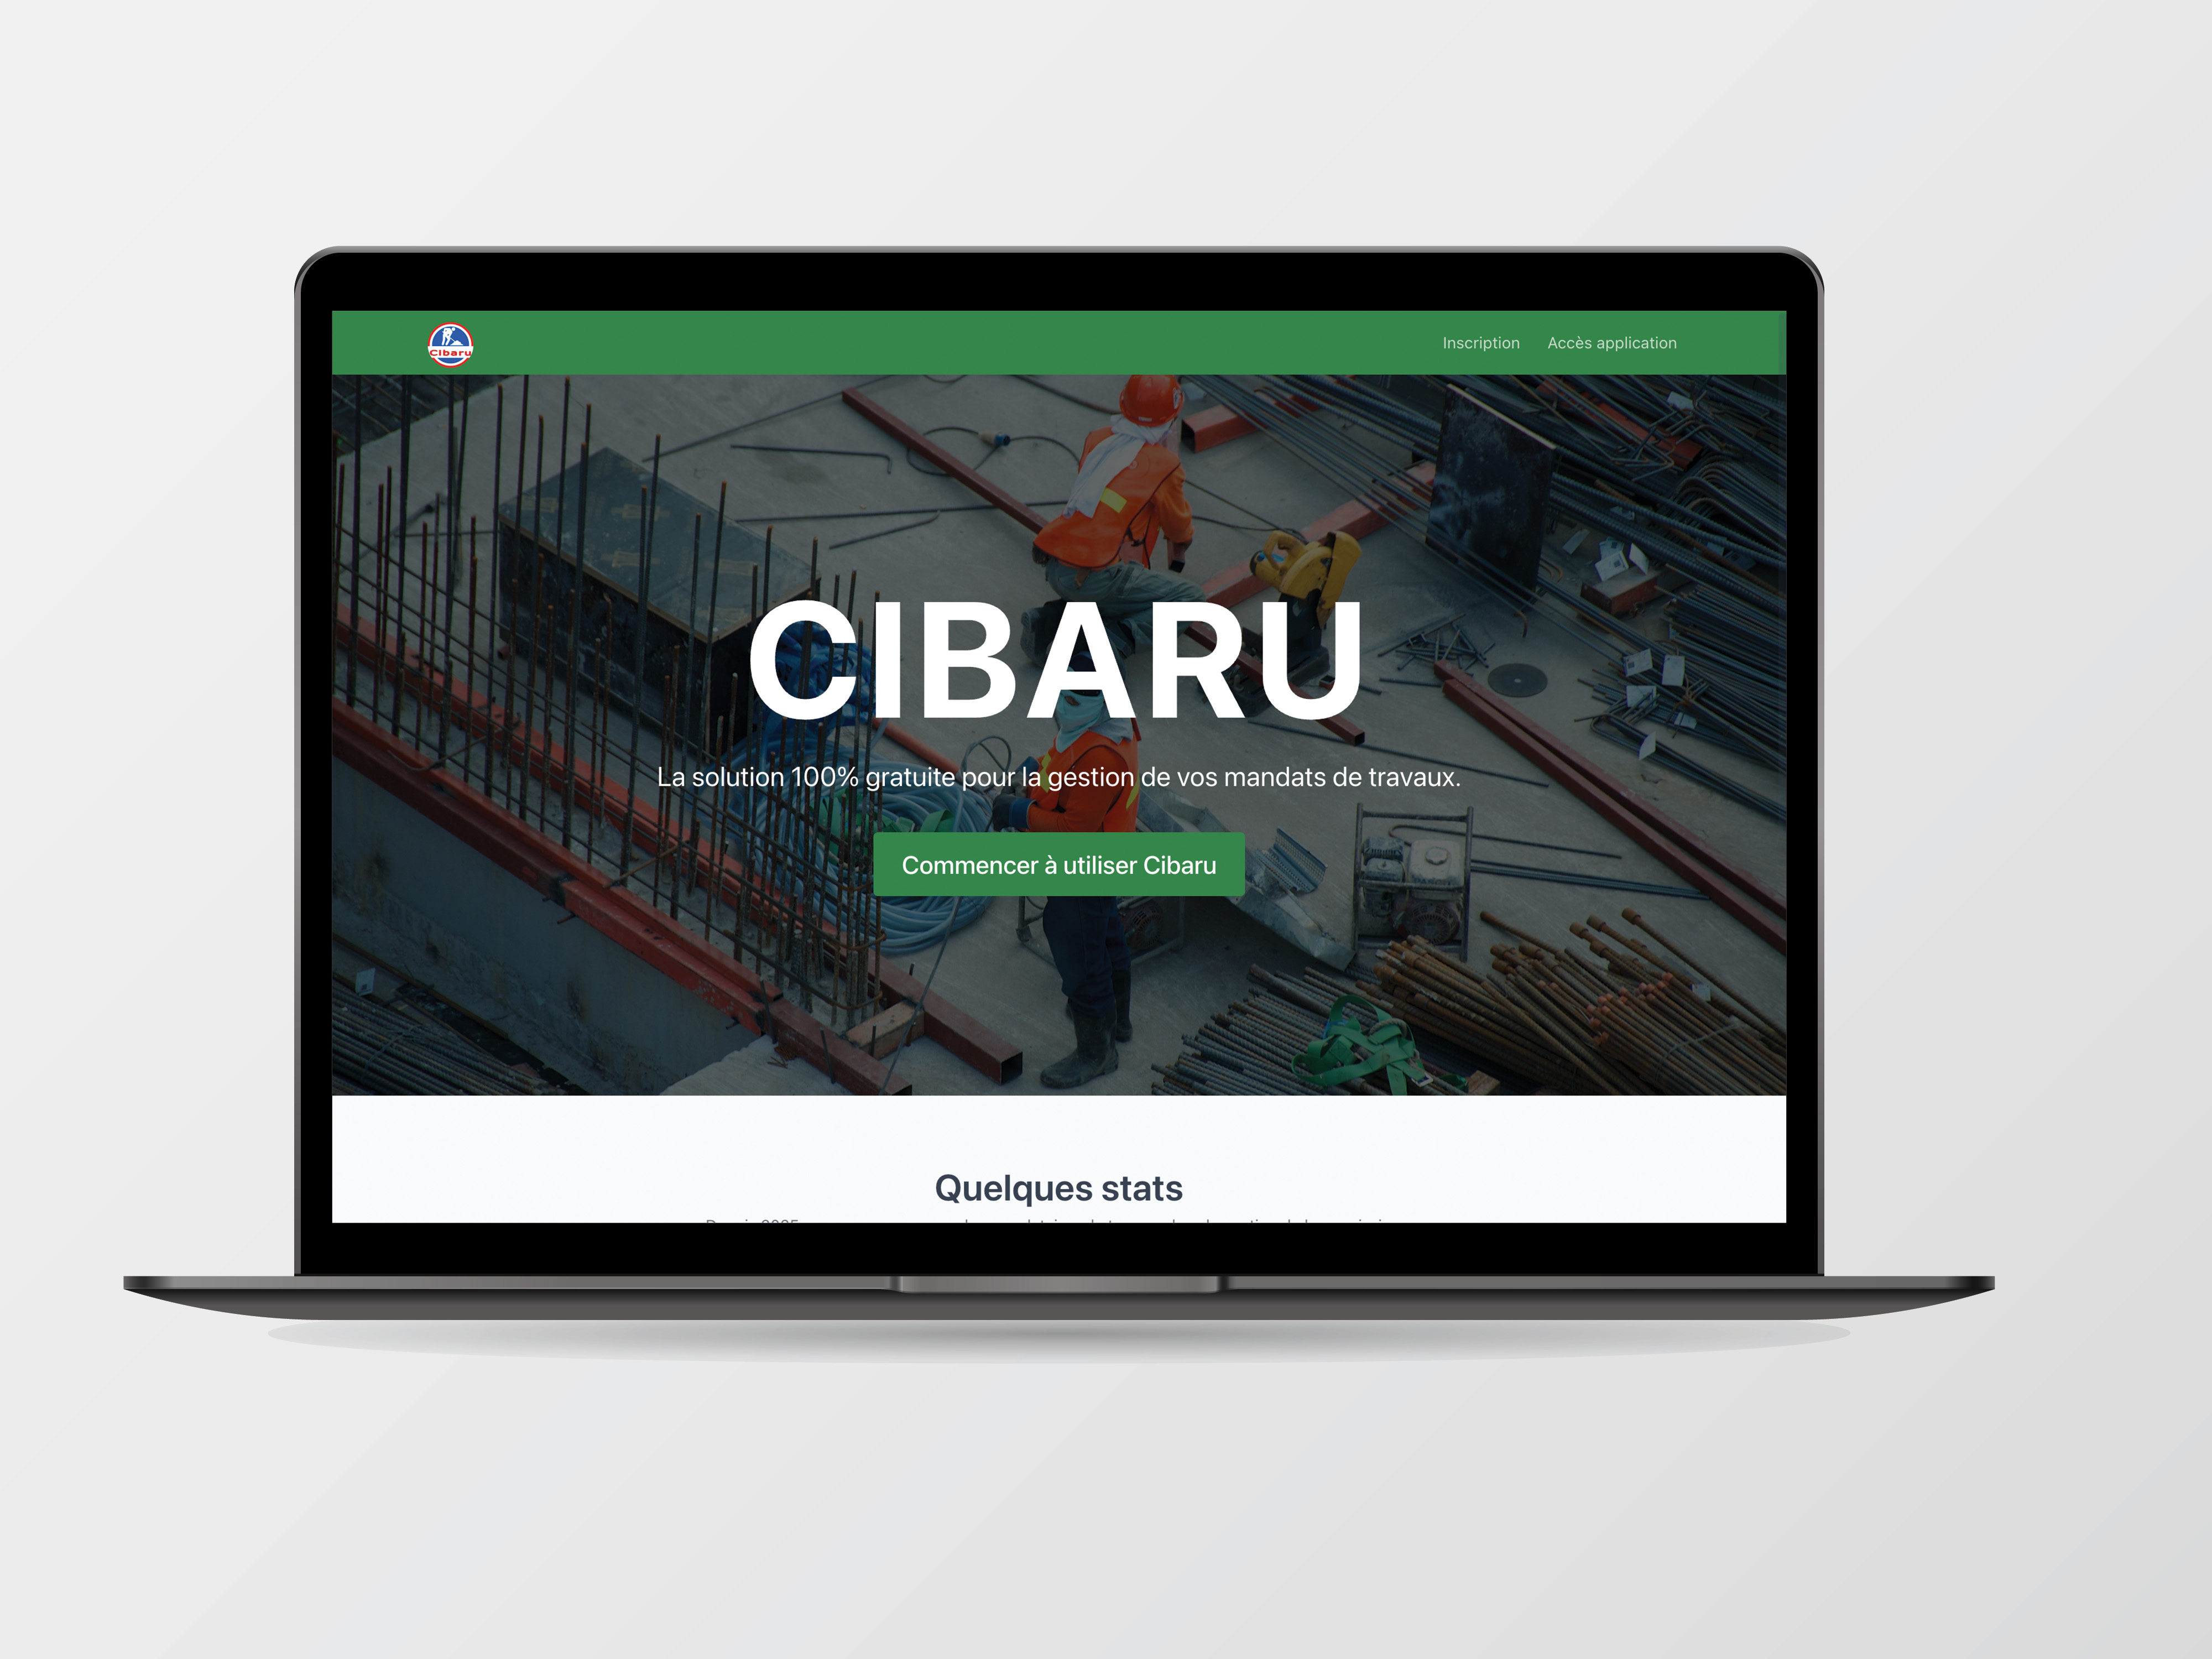 Cibaru
Inscription
Accès application
CIBARU
La solution 100% gratuite pour la gestion de vos mandats de travaux.
Commencer à utiliser Cibaru
Quelques stats